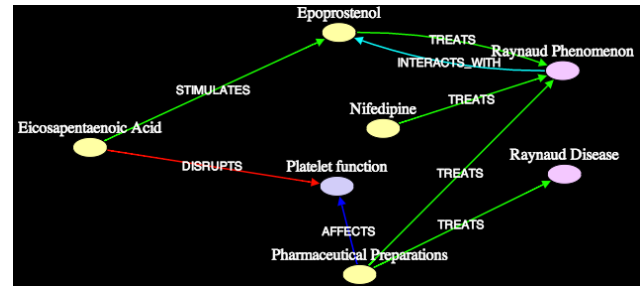 Epoprostenol
TREATS
Raynaud Phenomenon
INTERACTS_WITH
STIMULATES
Nifedipine
TREATS
Eicosapentaenoic Acid
DISRUPTS
Platelet function
TREATS
Raynaud Disease
AFFECTS
TREATS
Pharmaceutical Preparations